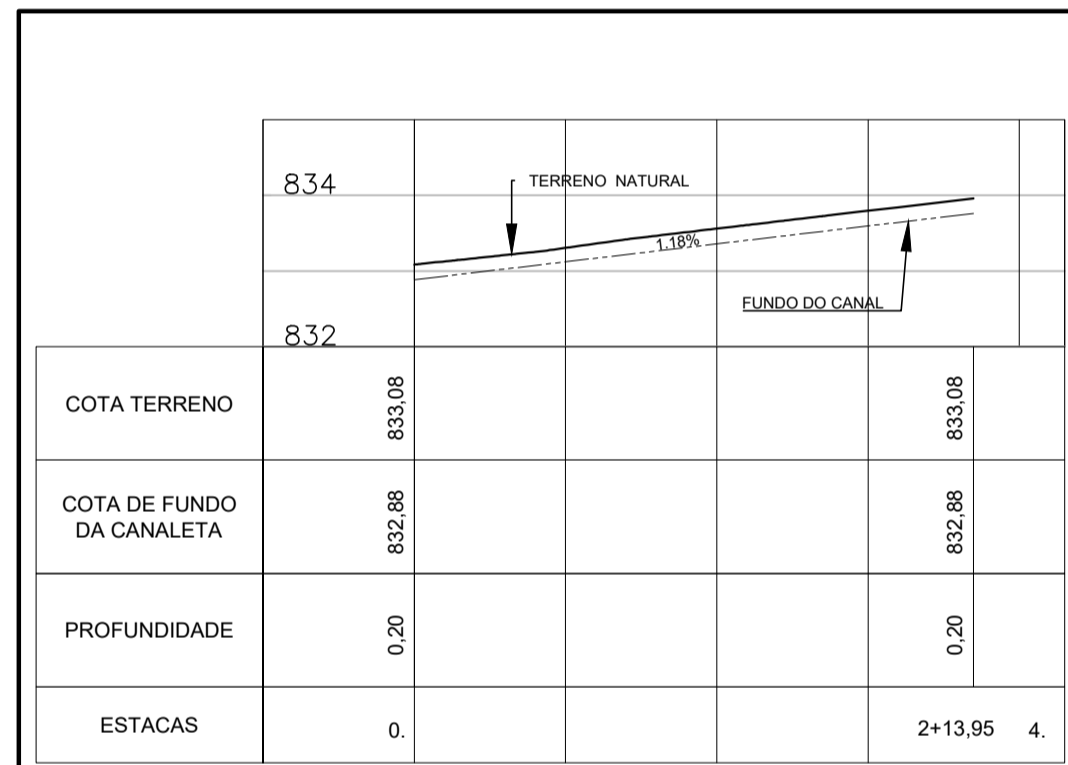 834
TERRENO NATURAL
1.18%
FUNDO DO CANAL
832
COTA TERRENO
833,08
833,08
COTA DE FUNDO
DA CANALETA
832,88
832,88
PROFUNDIDADE
0,20
0,20
ESTACAS
0.
2+13,95
4.